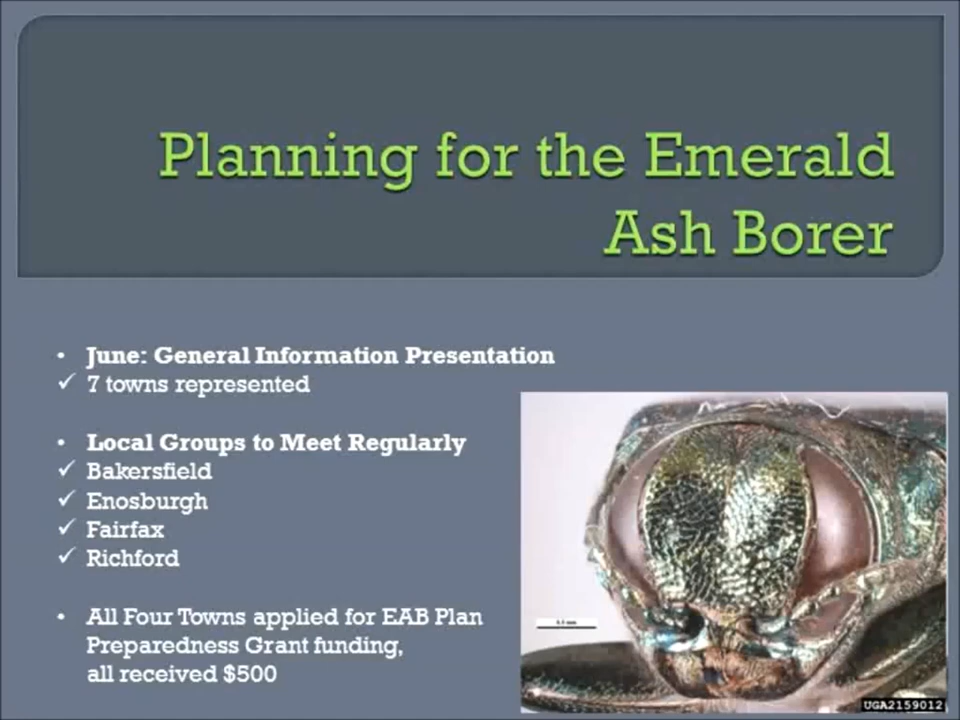 Planning for the Emerald
Ash Borer
• June: General Information Presentation
✓ 7 towns represented
• Local Groups to Meet Regularly
✓ Bakersfield
✓ Enosburgh
✓ Fairfax
✓ Richford
• All Four Towns applied for EAB Plan
Preparedness Grant funding,
all received $500
UGA2159012